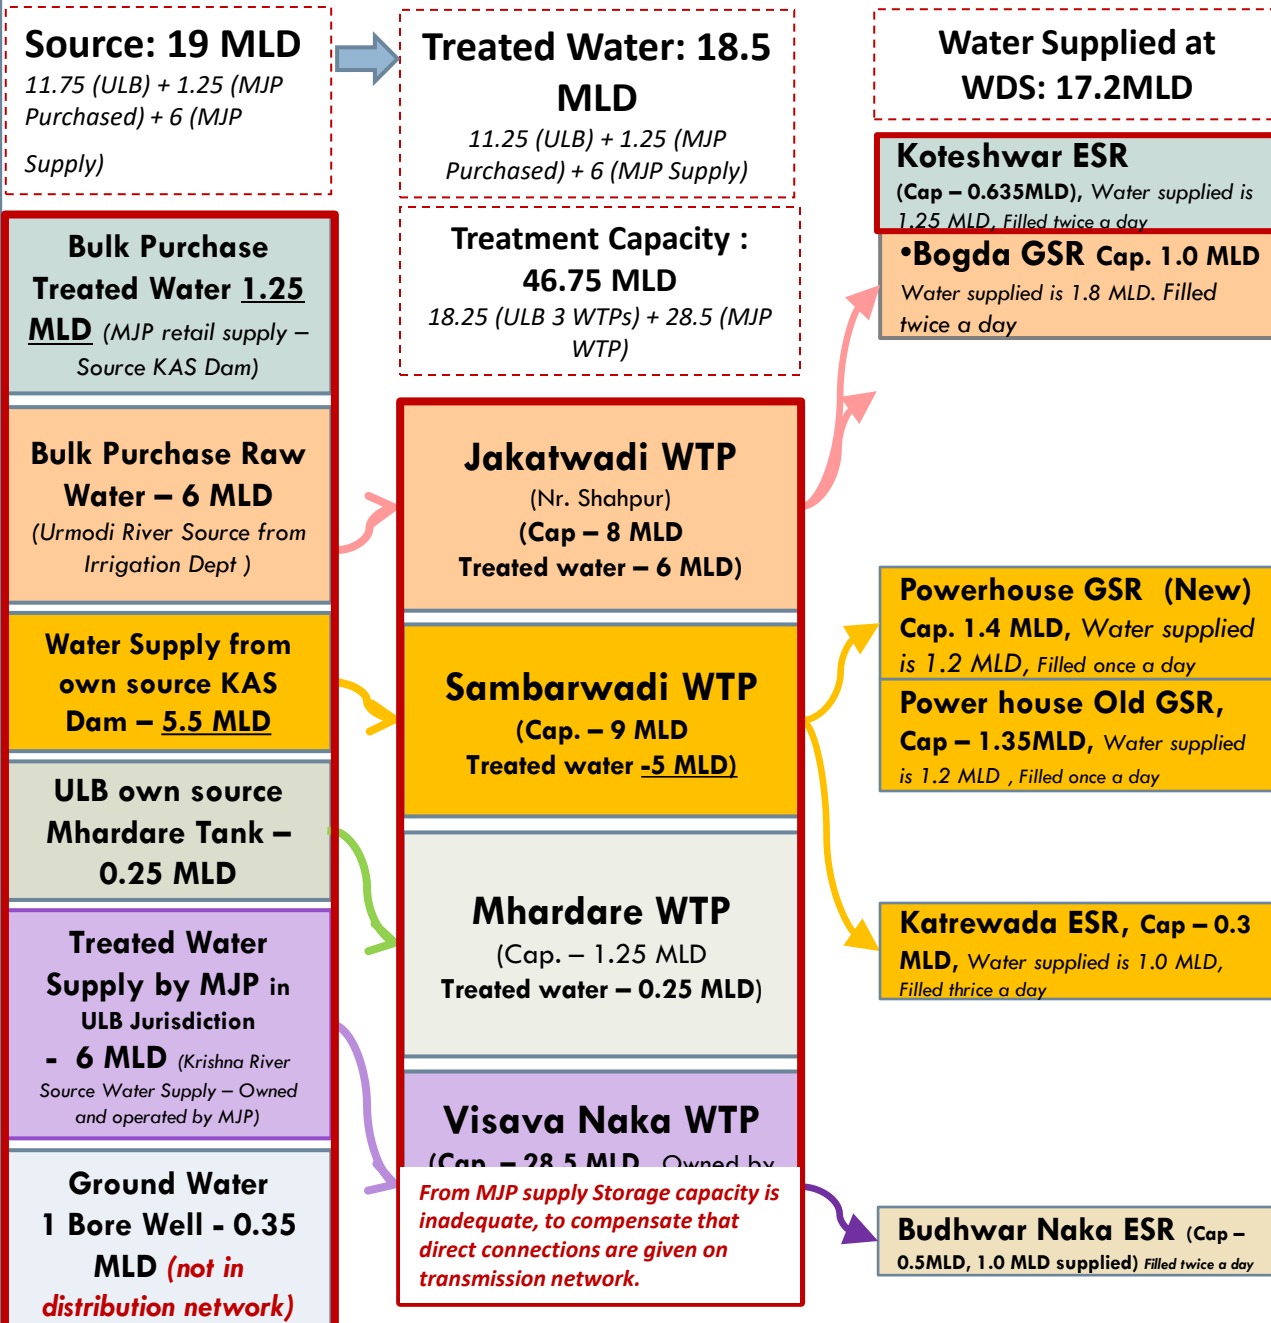 Source: 19 MLD
11.75 (ULB) + 1.25 (MJP
Purchased) + 6 (MJP
Supply)
Treated Water: 18.5
MLD
11.25 (ULB) + 1.25 (MJP
Purchased) + 6 (MJP Supply)
Water Supplied at
WDS: 17.2MLD
Treatment Capacity :
46.75 MLD
18.25 (ULB 3 WTPs) + 28.5 (MJP
WTP)
Bulk Purchase
Treated Water 1.25
MLD (MJP retail supply –
Source KAS Dam)
Bulk Purchase Raw
Water – 6 MLD
(Urmodi River Source from
Irrigation Dept )
Water Supply from
own source KAS
Dam – 5.5 MLD
ULB own source
Mhardare Tank –
0.25 MLD
Treated Water
Supply by MJP in
ULB Jurisdiction
- 6 MLD (Krishna River
Source Water Supply – Owned
and operated by MJP)
Ground Water
1 Bore Well - 0.35
MLD (not in
distribution network)
Jakatwadi WTP
(Nr. Shahpur)
(Cap – 8 MLD
Treated water – 6 MLD)
Sambarwadi WTP
(Cap. – 9 MLD
Treated water -5 MLD)
Mhardare WTP
(Cap. – 1.25 MLD
Treated water – 0.25 MLD)
Visava Naka WTP
(Cap. – 28.5 MLD Owned by
From MJP supply Storage capacity is
inadequate, to compensate that
direct connections are given on
transmission network.
Koteshwar ESR
(Cap – 0.635MLD), Water supplied is
1.25 MLD, Filled twice a day
•Bogda GSR Cap. 1.0 MLD
Water supplied is 1.8 MLD. Filled
twice a day
Powerhouse GSR (New)
Cap. 1.4 MLD, Water supplied
is 1.2 MLD, Filled once a day
Power house Old GSR,
Cap – 1.35MLD, Water supplied
is 1.2 MLD , Filled once a day
Katrewada ESR, Cap – 0.3
MLD, Water supplied is 1.0 MLD,
Filled thrice a day
Budhwar Naka ESR (Cap –
0.5MLD, 1.0 MLD supplied) Filled twice a day